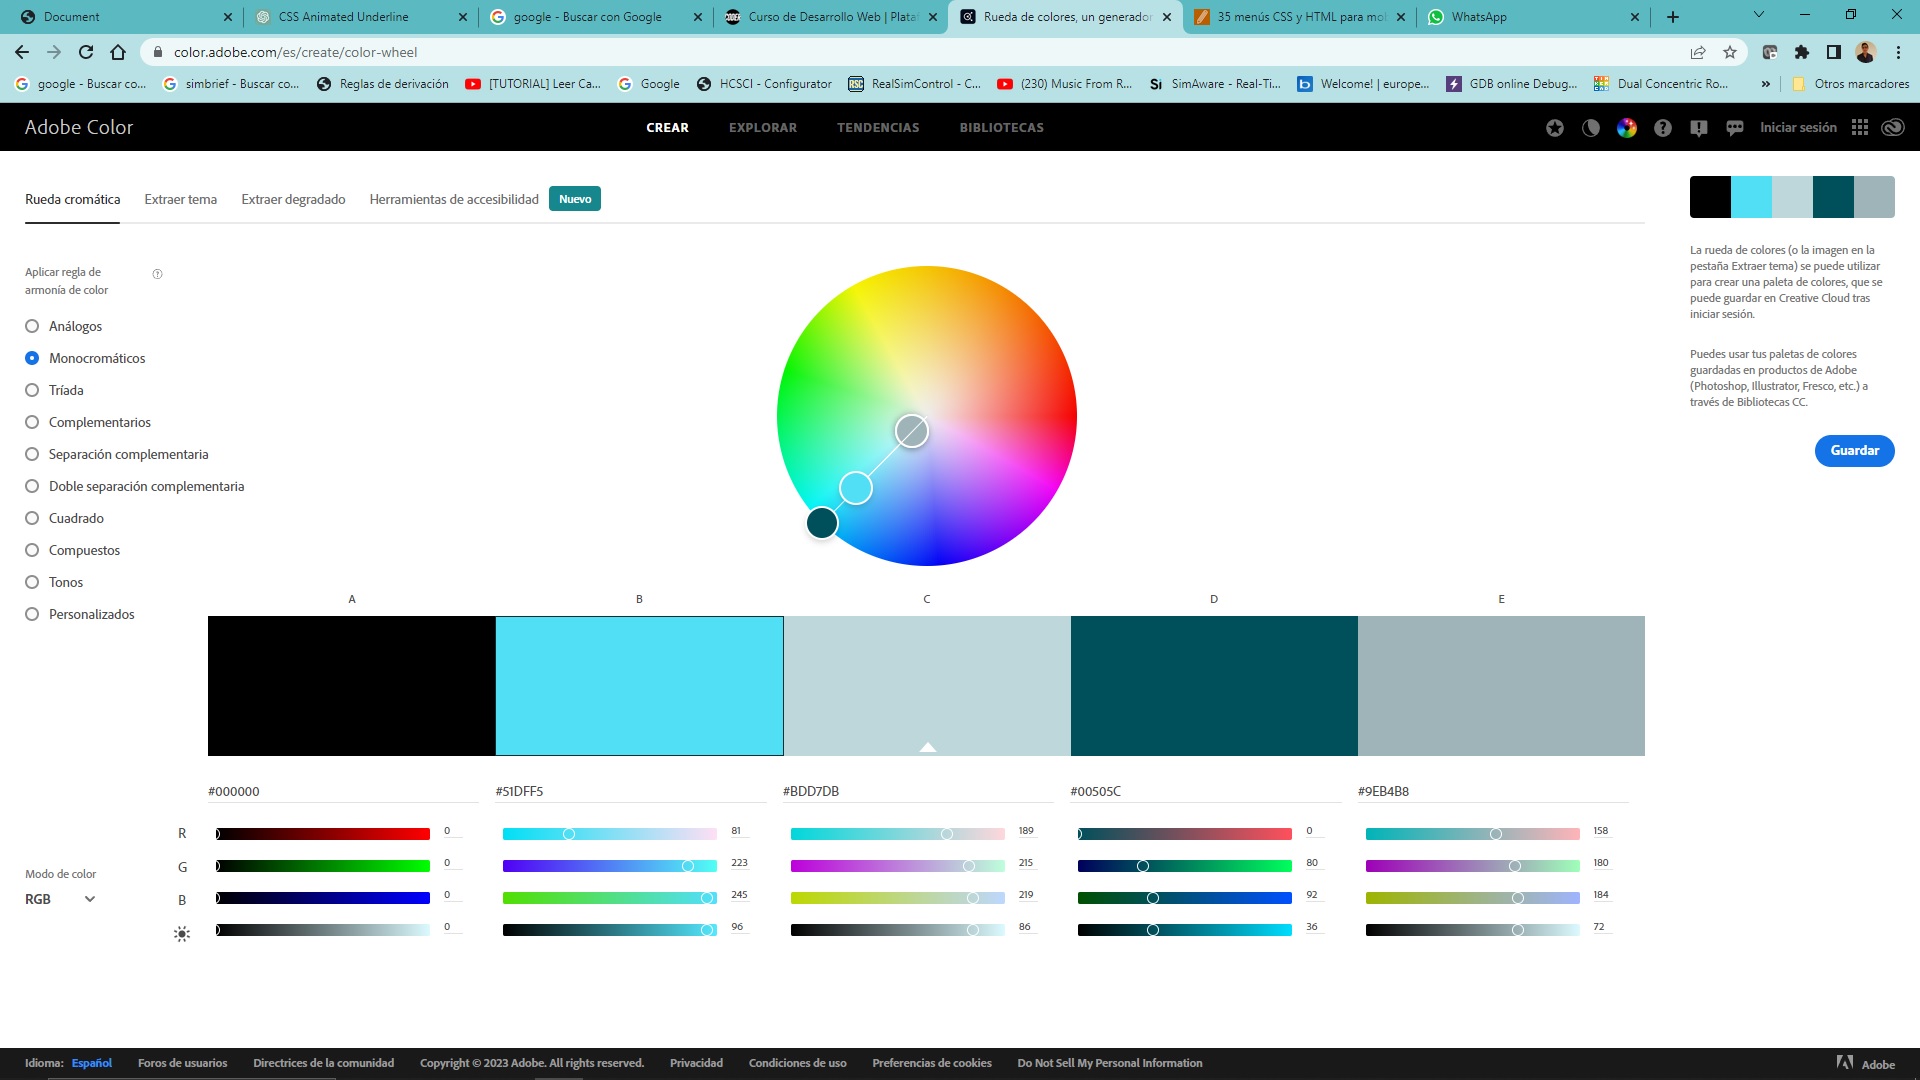 Document
CSS Animated Underline
google - Buscar con Google
Curso de Desarrollo Web | Plataf
Rueda de colores, un generador
35 menús CSS y HTML para mob
WhatsApp
color.adobe.com/es/create/color-wheel
google - Buscar co...
simbrief - Buscar co...
Reglas de derivación
[TUTORIAL] Leer Ca...
Google
HCSCI - Configurator
RealSimControl - C...
(230) Music From R...
SimAware - Real-Ti...
Welcome! | europe...
GDB online Debug...
Dual Concentric Ro...
»
Otros marcadores
Adobe Color
CREAR
EXPLORAR
TENDENCIAS
BIBLIOTECAS
Iniciar sesión
Rueda cromática
Extraer tema
Extraer degradado
Herramientas de accesibilidad
Nuevo
La rueda de colores (o la imagen en la
pestaña Extraer tema) se puede utilizar
para crear una paleta de colores, que se
puede guardar en Creative Cloud tras
iniciar sesión.
Puedes usar tus paletas de colores
guardadas en productos de Adobe
(Photoshop, Illustrator, Fresco, etc.) a
través de Bibliotecas CC.
Guardar
Aplicar regla de
armonía de color
Análogos
Monocromáticos
Tríada
Complementarios
Separación complementaria
Doble separación complementaria
Cuadrado
Compuestos
Tonos
Personalizados
A
B
C
D
E
#000000
#51DFF5
#BDD7DB
#00505C
#9EB4B8
R
0
81
189
0
158
G
0
223
215
80
180
B
0
245
219
92
184
0
96
86
36
72
Modo de color
RGB
Idioma: Español
Foros de usuarios
Directrices de la comunidad
Copyright © 2023 Adobe. All rights reserved.
Privacidad
Condiciones de uso
Preferencias de cookies
Do Not Sell My Personal Information
Adobe